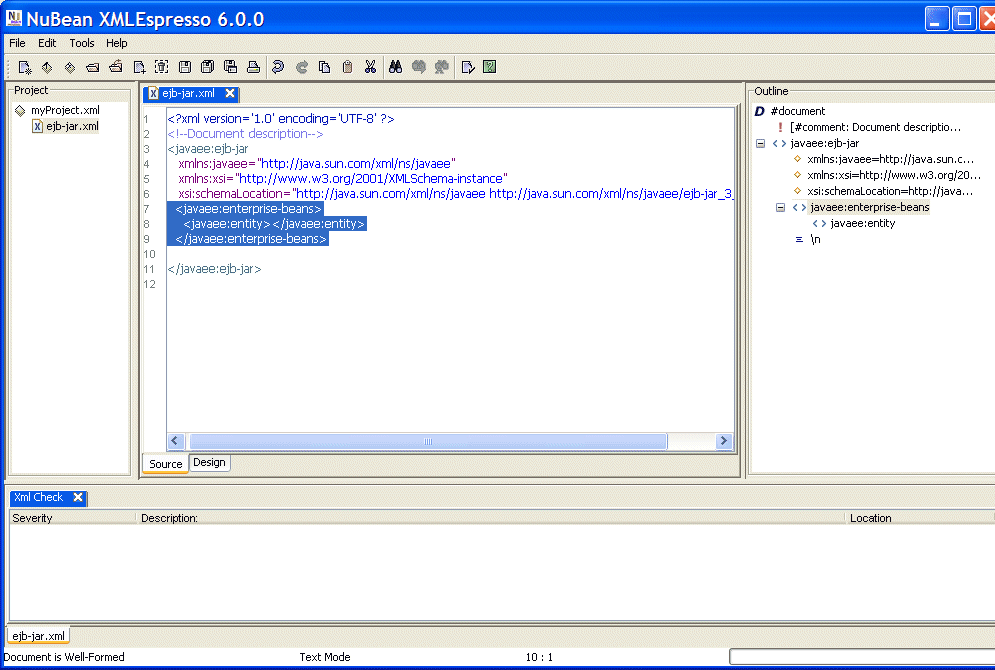 NuBean XMLEspresso 6.0.0
File Edit Tools Help
Project
myProject.xml
ejb-jar.xml
ejb-jar.xml
1 <?xml version='1.0' encoding='UTF-8' ?>
2 <!--Document description-->
3 <javaee:ejb-jar
4 xmlns:javaee="http://java.sun.com/xml/ns/javaee"
5 xmlns:xsi="http://www.w3.org/2001/XMLSchema-instance"
6 xsi:schemaLocation="http://java.sun.com/xml/ns/javaee http://java.sun.com/xml/ns/javaee/ejb-jar_3_
7 <javaee:enterprise-beans>
8 <javaee:entity></javaee:entity>
9 </javaee:enterprise-beans>
10
11 </javaee:ejb-jar>
12
Source Design
Outline
#document
[#comment: Document descriptio...
javaee:ejb-jar
xmlns:javaee=http://java.sun.c...
xmlns:xsi=http://www.w3.org/20...
xsi:schemaLocation=http://java...
javaee:enterprise-beans
javaee:entity
\n
Xml Check
Severity Description: Location
ejb-jar.xml
Document is Well-Formed Text Mode 10 : 1